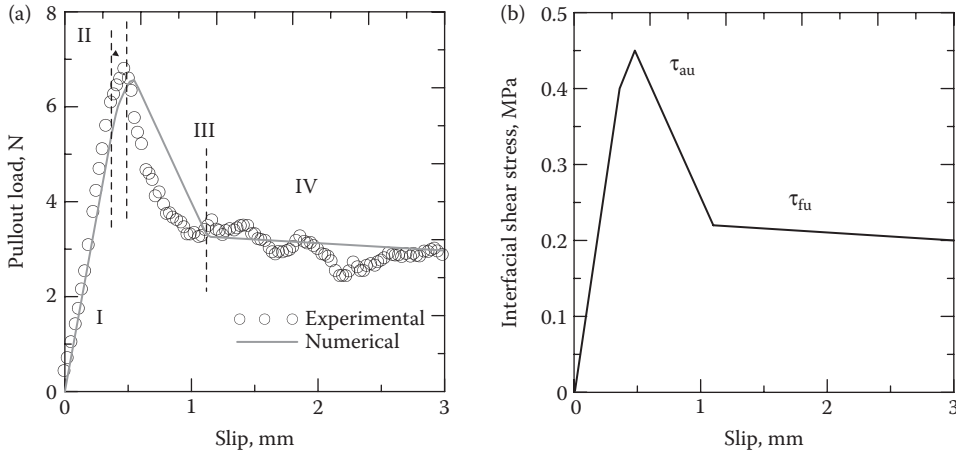 (a)
8
6
4
2
0
Pullout load, N
II
III
IV
I
Experimental
Numerical
0
1
2
3
Slip, mm
(b)
0.5
0.4
0.3
0.2
0.1
0
Interfacial shear stress, MPa
τau
τfu
0
1
2
3
Slip, mm